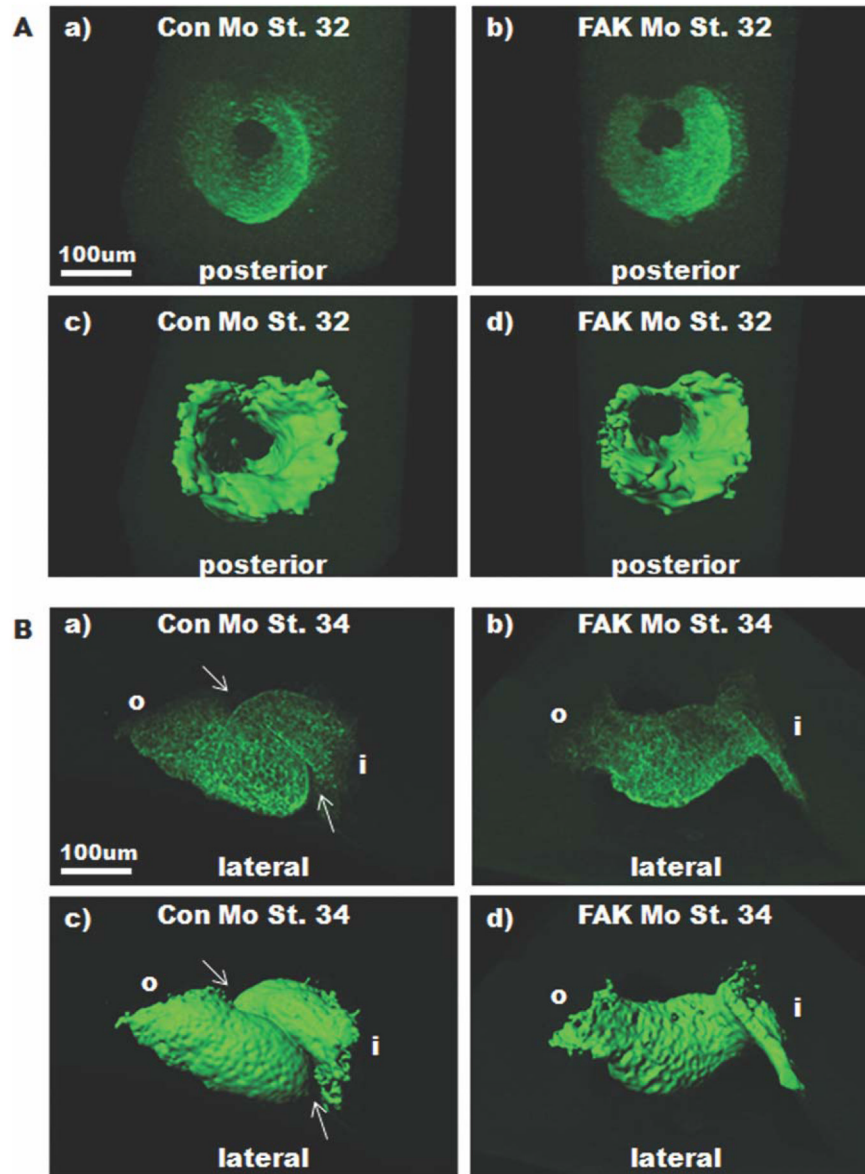 A
a) Con Mo St. 32
100um
posterior
b) FAK Mo St. 32
posterior
c) Con Mo St. 32
posterior
d) FAK Mo St. 32
posterior
B
a) Con Mo St. 34
o
i
100um
lateral
b) FAK Mo St. 34
o
i
lateral
c) Con Mo St. 34
o
i
lateral
d) FAK Mo St. 34
o
i
lateral